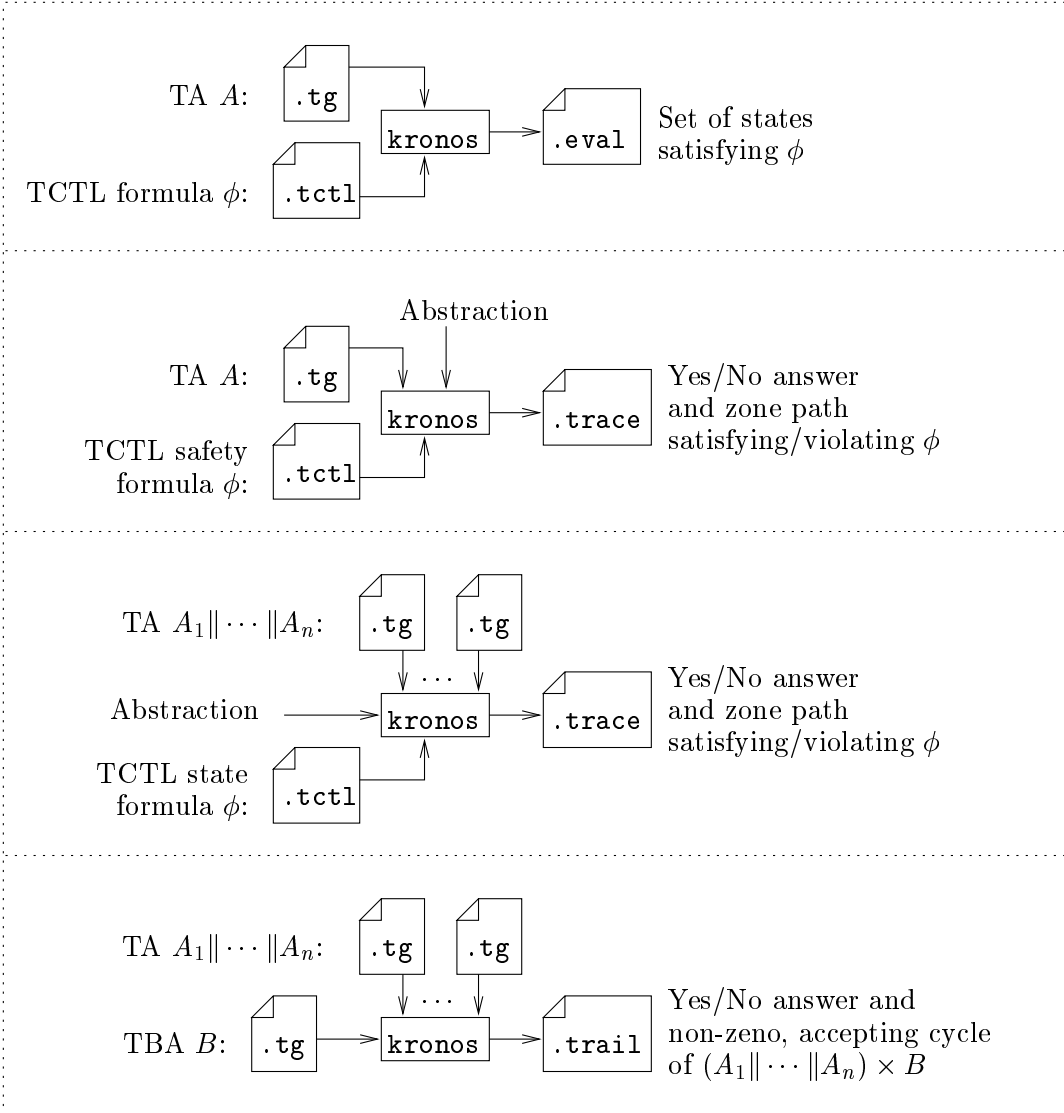 TA A:
.tg
kronos
.eval
Set of states
satisfying ϕ
TCTL formula ϕ:
.tctl
Abstraction
TA A:
.tg
kronos
.trace
Yes/No answer
and zone path
satisfying/violating ϕ
TCTL safety
formula ϕ:
.tctl
TA A₁∥ · · · ∥Aₙ:
.tg
.tg
· · ·
Abstraction
kronos
.trace
Yes/No answer
and zone path
satisfying/violating ϕ
TCTL state
formula ϕ:
.tctl
TA A₁∥ · · · ∥Aₙ:
.tg
.tg
· · ·
TBA B:
.tg
kronos
.trail
Yes/No answer and
non-zeno, accepting cycle
of (A₁∥ · · · ∥Aₙ) × B